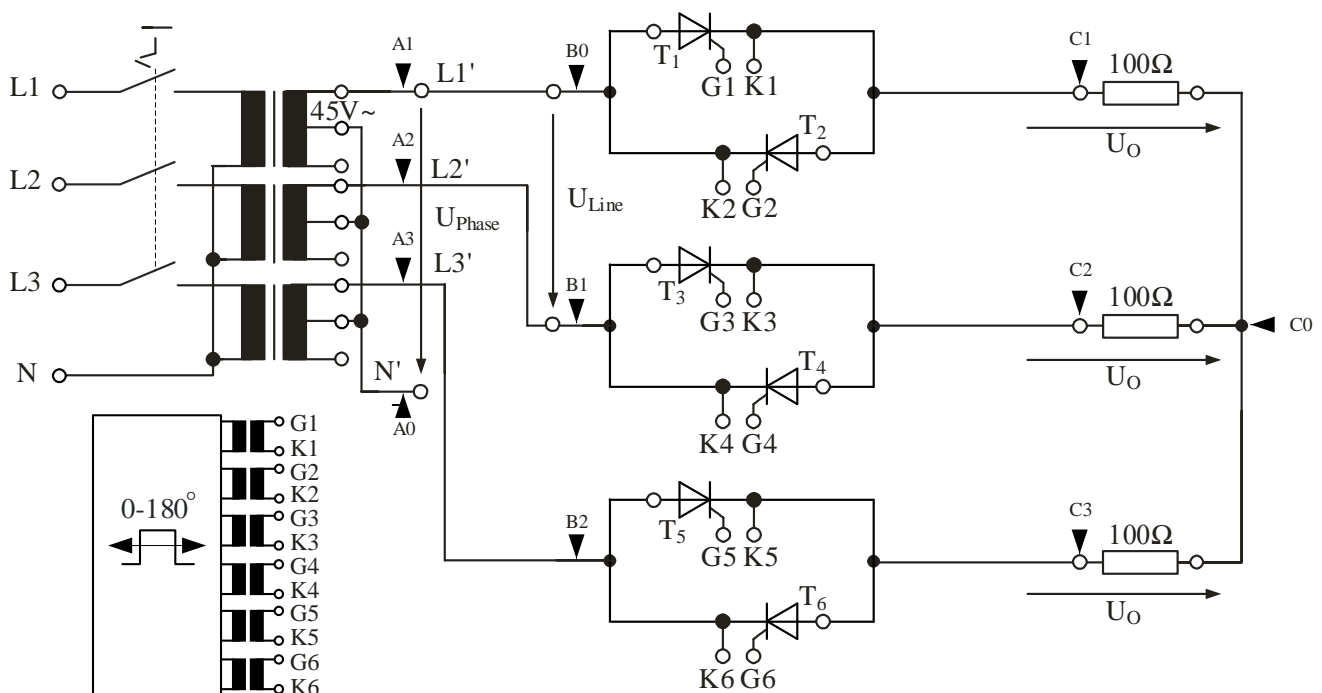 L1
L2
L3
N
45V~
A1
L1'
A2
L2'
A3
L3'
N'
A0
U_Phase
U_Line
B0
B1
B2
T₁
G1 K1
T₂
K2 G2
T₃
G3 K3
T₄
K4 G4
T₅
G5 K5
T₆
K6 G6
C1
100Ω
U_O
C2
100Ω
U_O
C0
C3
100Ω
U_O
0-180°
G1
K1
G2
K2
G3
K3
G4
K4
G5
K5
G6
K6